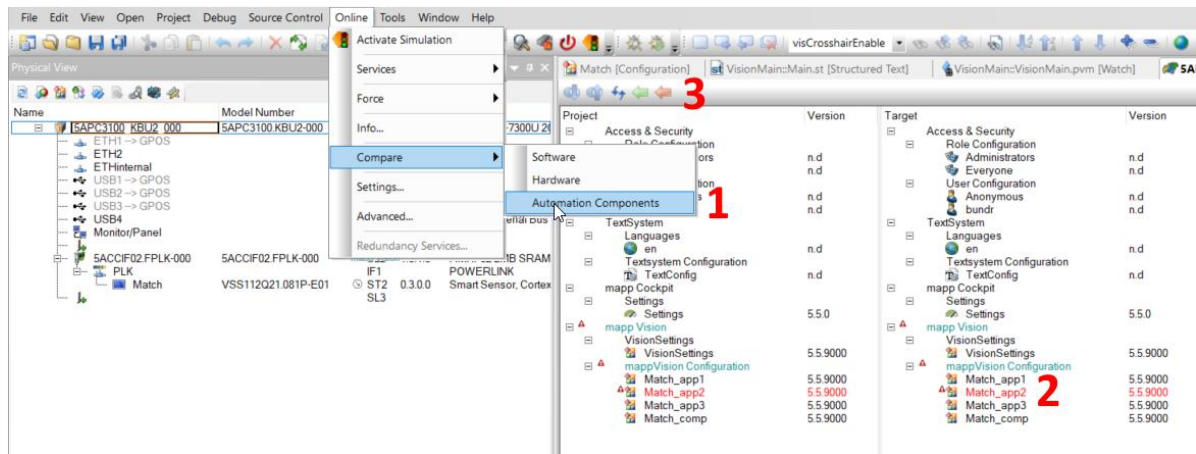 File Edit View Open Project Debug Source Control Online Tools Window Help
visCrosshairEnable
Physical View
Match [Configuration]
VisionMain::Main.st [Structured Text]
VisionMain::VisionMain.pvm [Watch]
Activate Simulation
Services
Force
Info...
Compare
Settings...
Advanced...
Redundancy Services...
Software
Hardware
Automation Components
1
2
3
Name Model Number
5APC3100_KBU2_000 5APC3100.KBU2-000 -7300U
ETH1 -> GPOS
ETH2
ETHinternal
USB1 -> GPOS
USB2 -> GPOS
USB3 -> GPOS
USB4
Monitor/Panel
5ACCIF02.FPLK-000 5ACCIF02.FPLK-000 SRAM
PLK IF1 POWERLINK
Match VSS112Q21.081P-E01 ST2 0.3.0.0 Smart Sensor, Cortex
SL3
Project Version
Access & Security
n.d
n.d
n.d
TextSystem
Languages
en n.d
Textsystem Configuration
TextConfig n.d
mapp Cockpit
Settings
Settings 5.5.0
mapp Vision
VisionSettings
VisionSettings 5.5.9000
mappVision Configuration
Match_app1 5.5.9000
Match_app2 5.5.9000
Match_app3 5.5.9000
Match_comp 5.5.9000
Target Version
Access & Security
Role Configuration
Administrators n.d
Everyone n.d
User Configuration
Anonymous n.d
bundr n.d
TextSystem
Languages
en n.d
Textsystem Configuration
TextConfig n.d
mapp Cockpit
Settings
Settings 5.5.0
mapp Vision
VisionSettings
VisionSettings 5.5.9000
mappVision Configuration
Match_app1 5.5.9000
Match_app2 5.5.9000
Match_app3 5.5.9000
Match_comp 5.5.9000